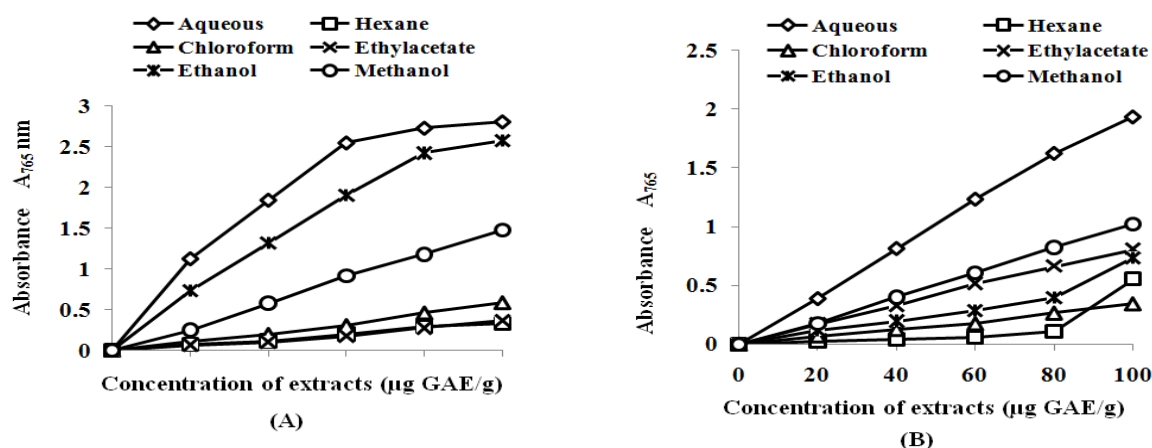 Aqueous Hexane
Chloroform Ethylacetate
Ethanol Methanol
3
2.5
2
1.5
1
0.5
0
Absorbance A765 nm
Concentration of extracts (µg GAE/g)
(A)
Aqueous Hexane
Chloroform Ethylacetate
Ethanol Methanol
2.5
2
1.5
1
0.5
0
Absorbance A765
0 20 40 60 80 100
Concentration of extracts (µg GAE/g)
(B)